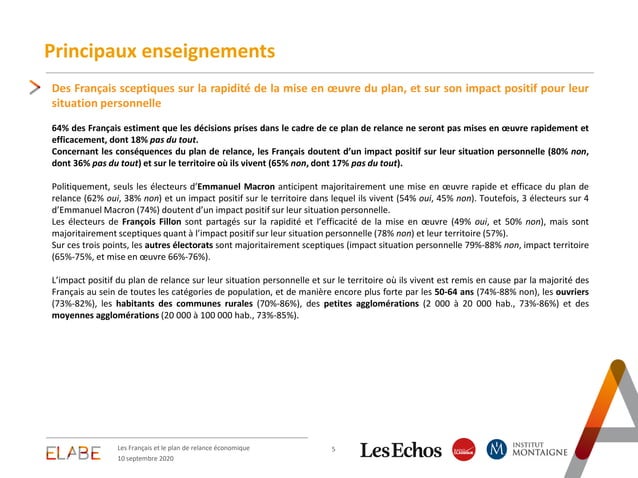 Principaux enseignements
Des Français sceptiques sur la rapidité de la mise en œuvre du plan, et sur son impact positif pour leur
situation personnelle
64% des Français estiment que les décisions prises dans le cadre de ce plan de relance ne seront pas mises en œuvre rapidement et
efficacement, dont 18% pas du tout.
Concernant les conséquences du plan de relance, les Français doutent d'un impact positif sur leur situation personnelle (80% non,
dont 36% pas du tout) et sur le territoire où ils vivent (65% non, dont 17% pas du tout).
Politiquement, seuls les électeurs d'Emmanuel Macron anticipent majoritairement une mise en œuvre rapide et efficace du plan de
relance (62% oui, 38% non) et un impact positif sur le territoire dans lequel ils vivent (54% oui, 45% non). Toutefois, 3 électeurs sur 4
d'Emmanuel Macron (74%) doutent d'un impact positif sur leur situation personnelle.
Les électeurs de François Fillon sont partagés sur la rapidité et l'efficacité de la mise en œuvre (49% oui, et 50% non), mais sont
majoritairement sceptiques quant à l'impact positif sur leur situation personnelle (78% non) et leur territoire (57%).
Sur ces trois points, les autres électorats sont majoritairement sceptiques (impact situation personnelle 79%-88% non, impact territoire
(65%-75%, et mise en œuvre 66%-76%).
L'impact positif du plan de relance sur leur situation personnelle et sur le territoire où ils vivent est remis en cause par la majorité des
Français au sein de toutes les catégories de population, et de manière encore plus forte par les 50-64 ans (74%-88% non), les ouvriers
(73%-82%), les habitants des communes rurales (70%-86%), des petites agglomérations (2 000 à 20 000 hab., 73%-86%) et des
moyennes agglomérations (20 000 à 100 000 hab., 73%-85%).
ELABE
Les Français et le plan de relance économique
10 septembre 2020
5
LesEchos
RADIO
CLASSIQUE
M
INSTITUT
MONTAIGNE